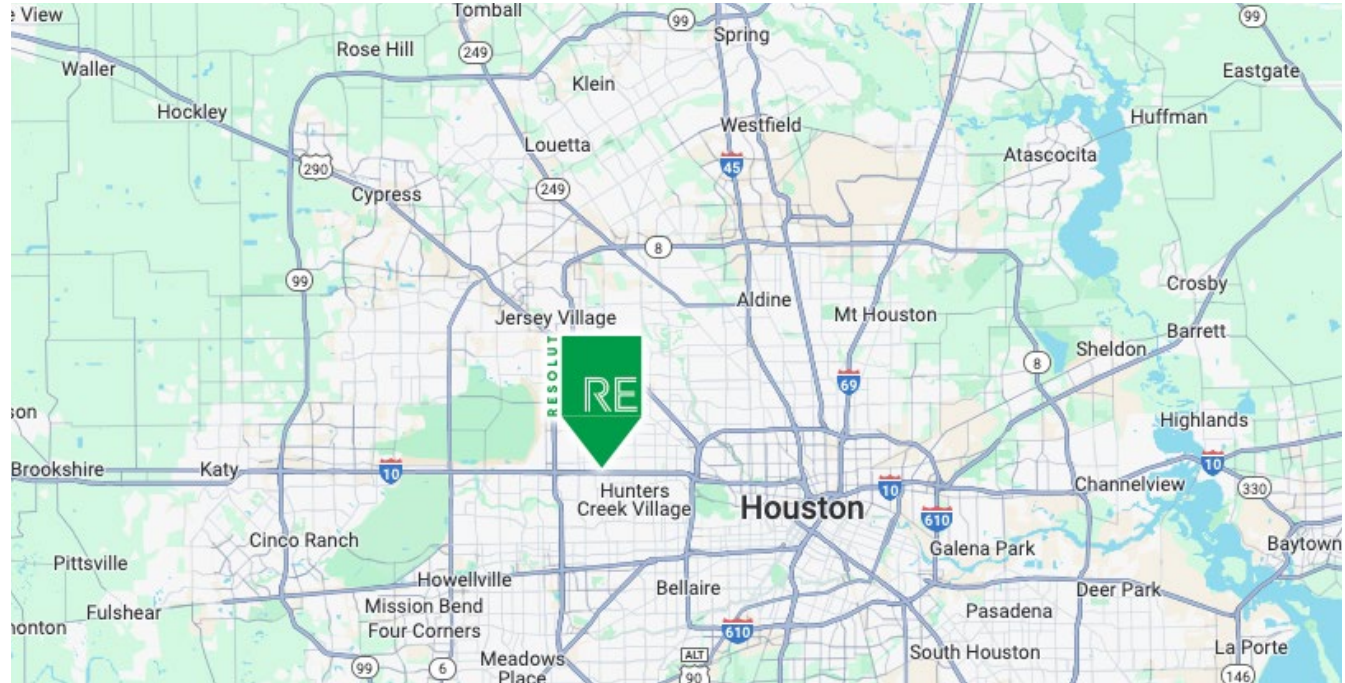 e View
Tomball
99
99
Spring
Rose Hill
249
Waller
Klein
Eastgate
Hockley
Huffman
Westfield
Louetta
Atascocita
290
45
Cypress
249
8
99
Crosby
Aldine
Jersey Village
Mt Houston
Barrett
Sheldon
8
RESOLUT
RE
69
son
Highlands
Brookshire
Katy
10
10
10
Channelview
330
Hunters
Creek Village
Houston
610
Cinco Ranch
Galena Park
Baytown
Pittsville
Howellville
Bellaire
Deer Park
Fulshear
Mission Bend
Four Corners
Pasadena
honton
610
99
6
Meadows
Place
ALT
90
South Houston
La Porte
146